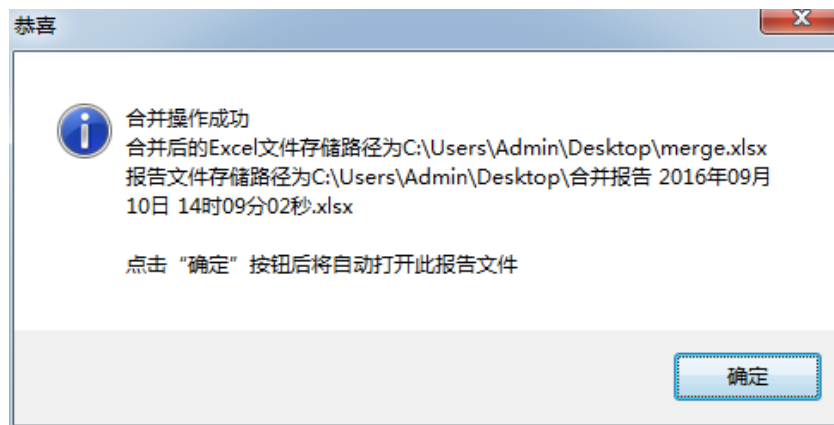 恭喜
合并操作成功
合并后的Excel文件存储路径为C:\Users\Admin\Desktop\merge.xlsx
报告文件存储路径为C:\Users\Admin\Desktop\合并报告 2016年09月
10日 14时09分02秒.xlsx
点击“确定”按钮后将自动打开此报告文件
确定